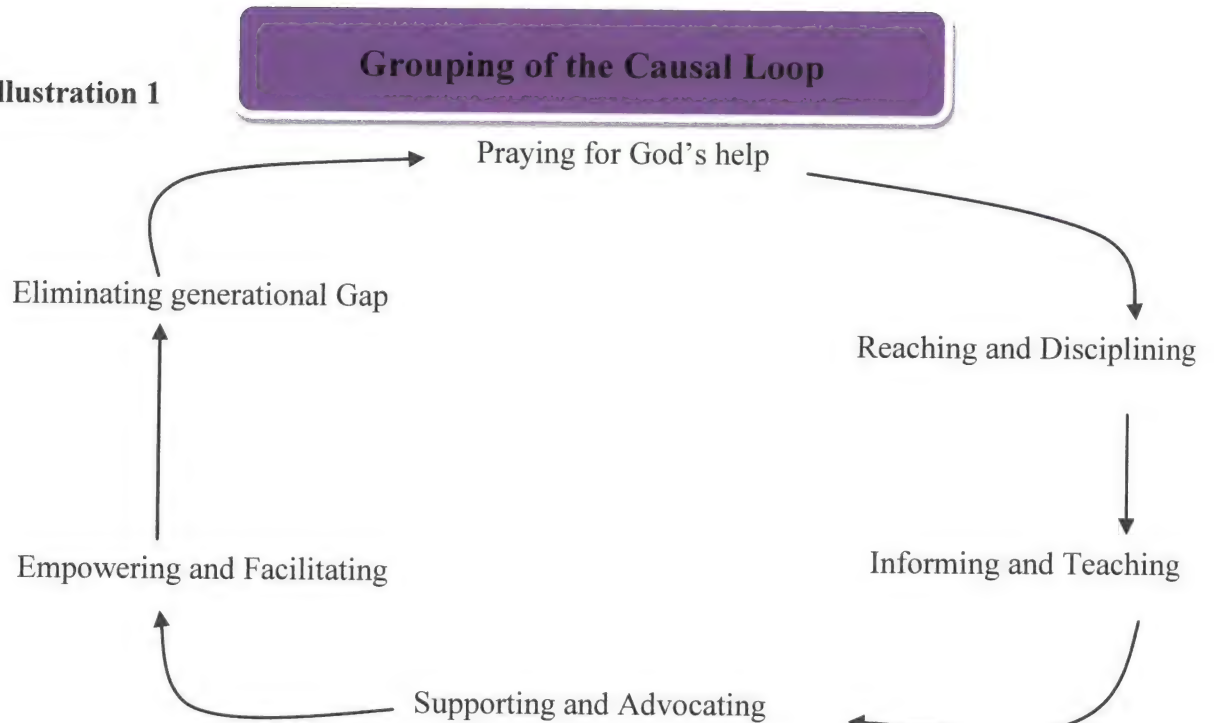 Grouping of the Causal Loop
llustration 1
Praying for God's help
Eliminating generational Gap
Reaching and Disciplining
Empowering and Facilitating
Informing and Teaching
Supporting and Advocating